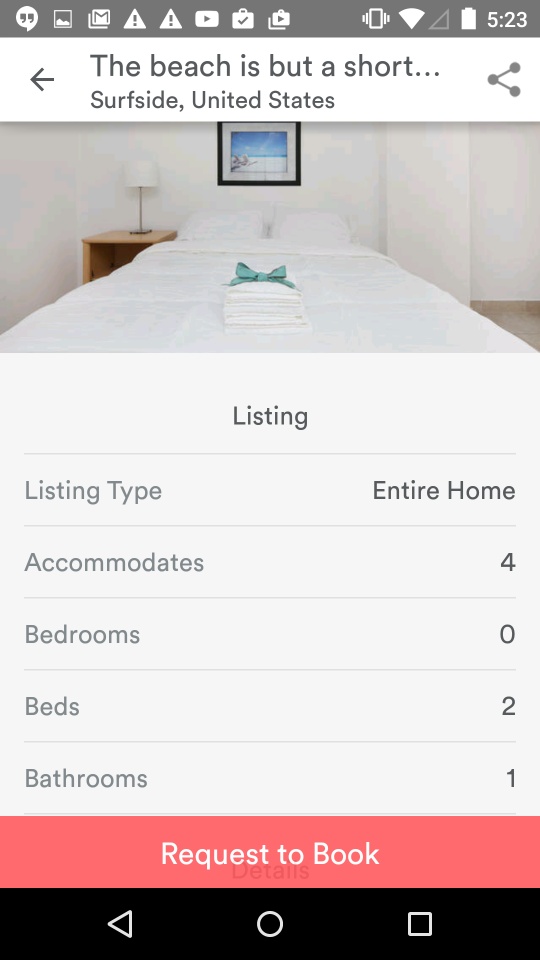 5:23
The beach is but a short...
Surfside, United States
Listing
Listing Type Entire Home
Accommodates 4
Bedrooms 0
Beds 2
Bathrooms 1
Request to Book
Details